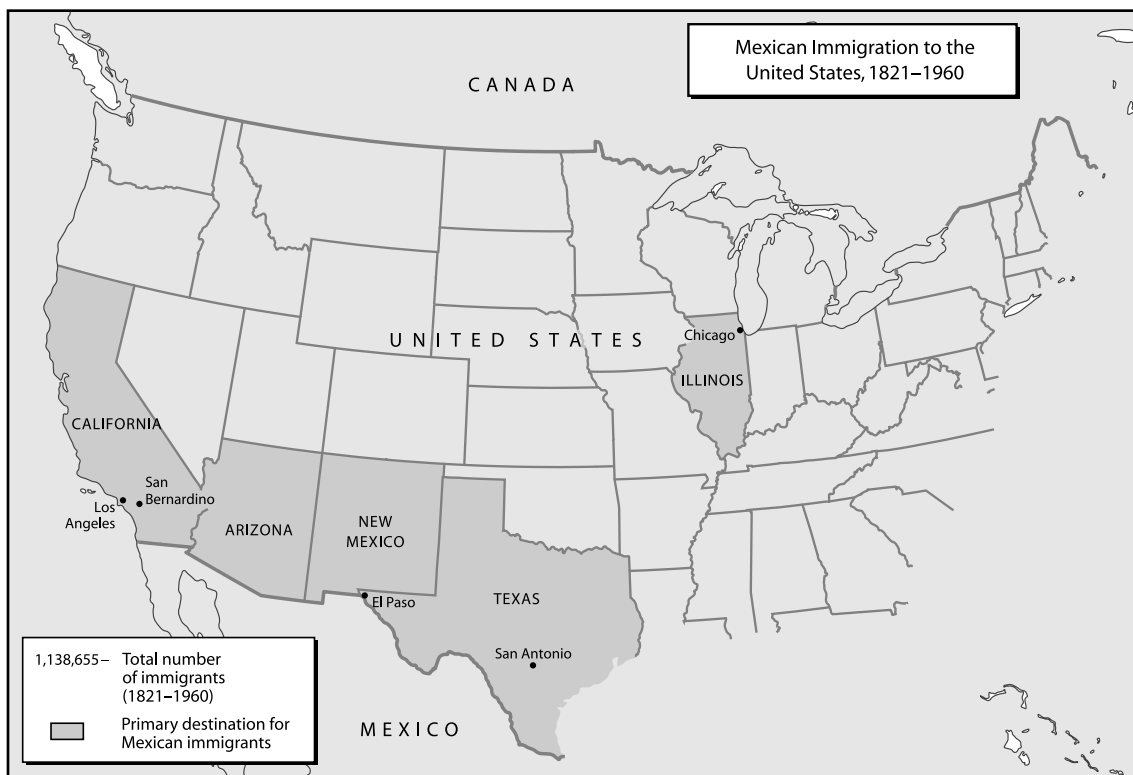 Mexican Immigration to the
United States, 1821–1960
CANADA
UNITED STATES
Chicago
ILLINOIS
CALIFORNIA
San
Bernardino
Los
Angeles
ARIZONA
NEW
MEXICO
El Paso
TEXAS
San Antonio
MEXICO
1,138,655– Total number
of immigrants
(1821–1960)
Primary destination for
Mexican immigrants